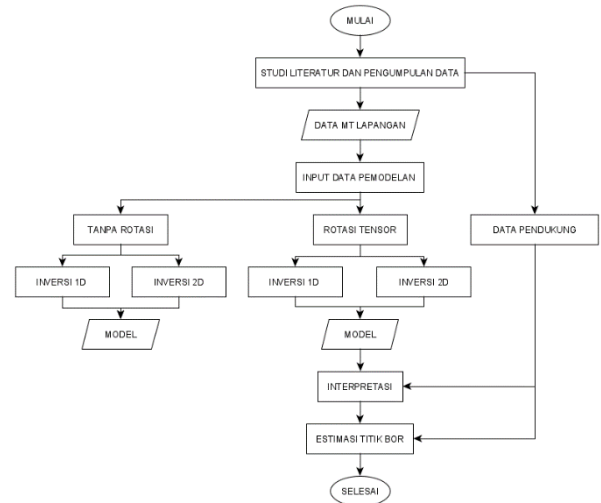 MULAI
STUDI LITERATUR DAN PENGUMPULAN DATA
DATA MT LAPANGAN
INPUT DATA PEMODELAN
TANPA ROTASI
ROTASI TENSOR
DATA PENDUKUNG
INVERSI 1D
INVERSI 2D
INVERSI 1D
INVERSI 2D
MODEL
MODEL
INTERPRETASI
ESTIMASI TITIK BOR
SELESAI